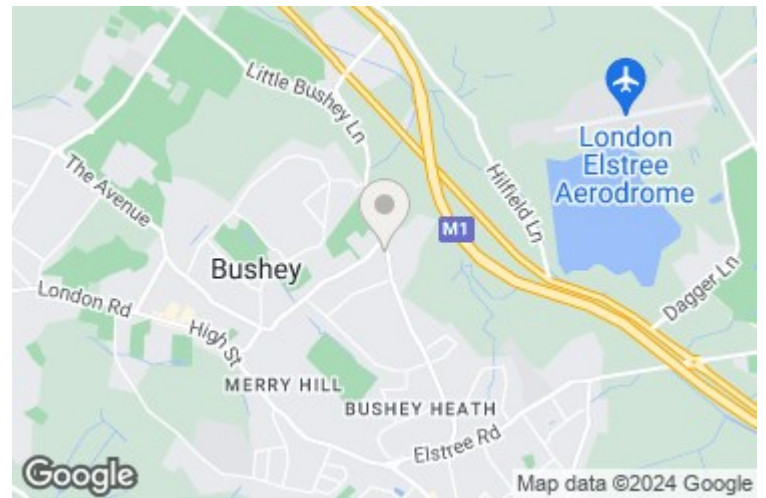 Little Bushey Ln
The Avenue
London
Elstree
Aerodrome
Hilfield Ln
M1
Bushey
Dagger Ln
London Rd
High St
MERRY HILL
BUSHEY HEATH
Elstree Rd
Google
Map data ©2024 Google